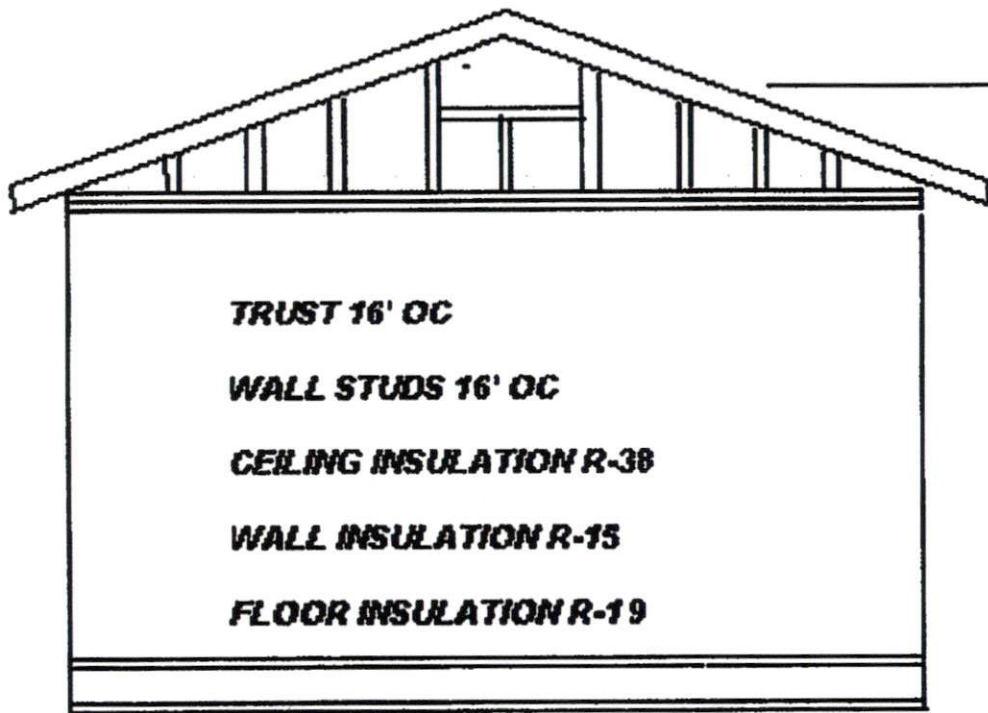 TRUST 16' OC
WALL STUDS 16' OC
CEILING INSULATION R-38
WALL INSULATION R-15
FLOOR INSULATION R-19